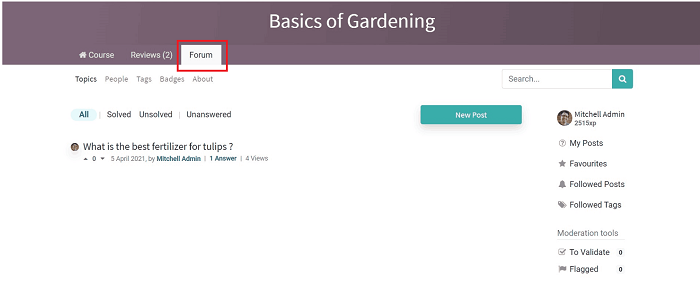 Basics of Gardening
Course Reviews (2) Forum
Topics People Tags Badges About Search...
All | Solved Unsolved | Unanswered New Post
Mitchell Admin
2515xp
What is the best fertilizer for tulips ?
0 5 April 2021, by Mitchell Admin | 1 Answer | 4 Views
My Posts
Favourites
Followed Posts
Followed Tags
Moderation tools
To Validate 0
Flagged 0